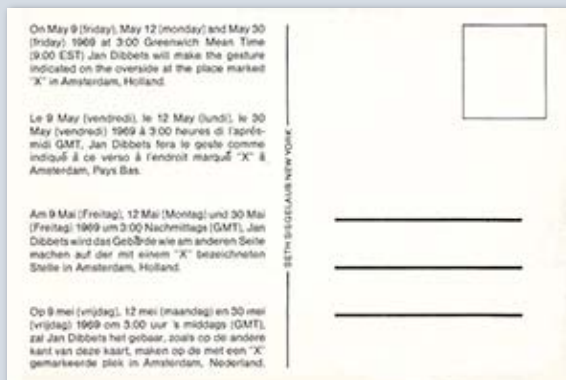 On May 9 (friday), May 12 (monday) and May 30
(friday) 1969 at 3:00 Greenwich Mean Time
(9:00 EST) Jan Dibbets will make the gesture
indicated on the overside at the place marked
"X" in Amsterdam, Holland.
Le 9 May (vendredi), le 12 May (lundi), le 30
May (vendredi) 1969 à 3:00 heures di l'après-
midi GMT, Jan Dibbets fera le geste comme
indiqué à ce verso à l'endroit marqué "X" à
Amsterdam, Pays Bas.
Am 9 Mai (Freitag), 12 Mai (Montag) und 30 Mai
(Freitag) 1969 um 3:00 Nachmittags (GMT), Jan
Dibbets wird das Gebärde wie am anderen Seite
machen auf der mit einem "X" bezeichneten
Stelle in Amsterdam, Holland.
Op 9 mei (vrijdag), 12 mei (maandag) en 30 mei
(vrijdag) 1969 om 3:00 uur 's middags (GMT),
zal Jan Dibbets het gebaar, zoals op de andere
kant van deze kaart, maken op de met een "X"
gemarkeerde plek in Amsterdam, Nederland.
SETH SIEGELAUB NEW YORK